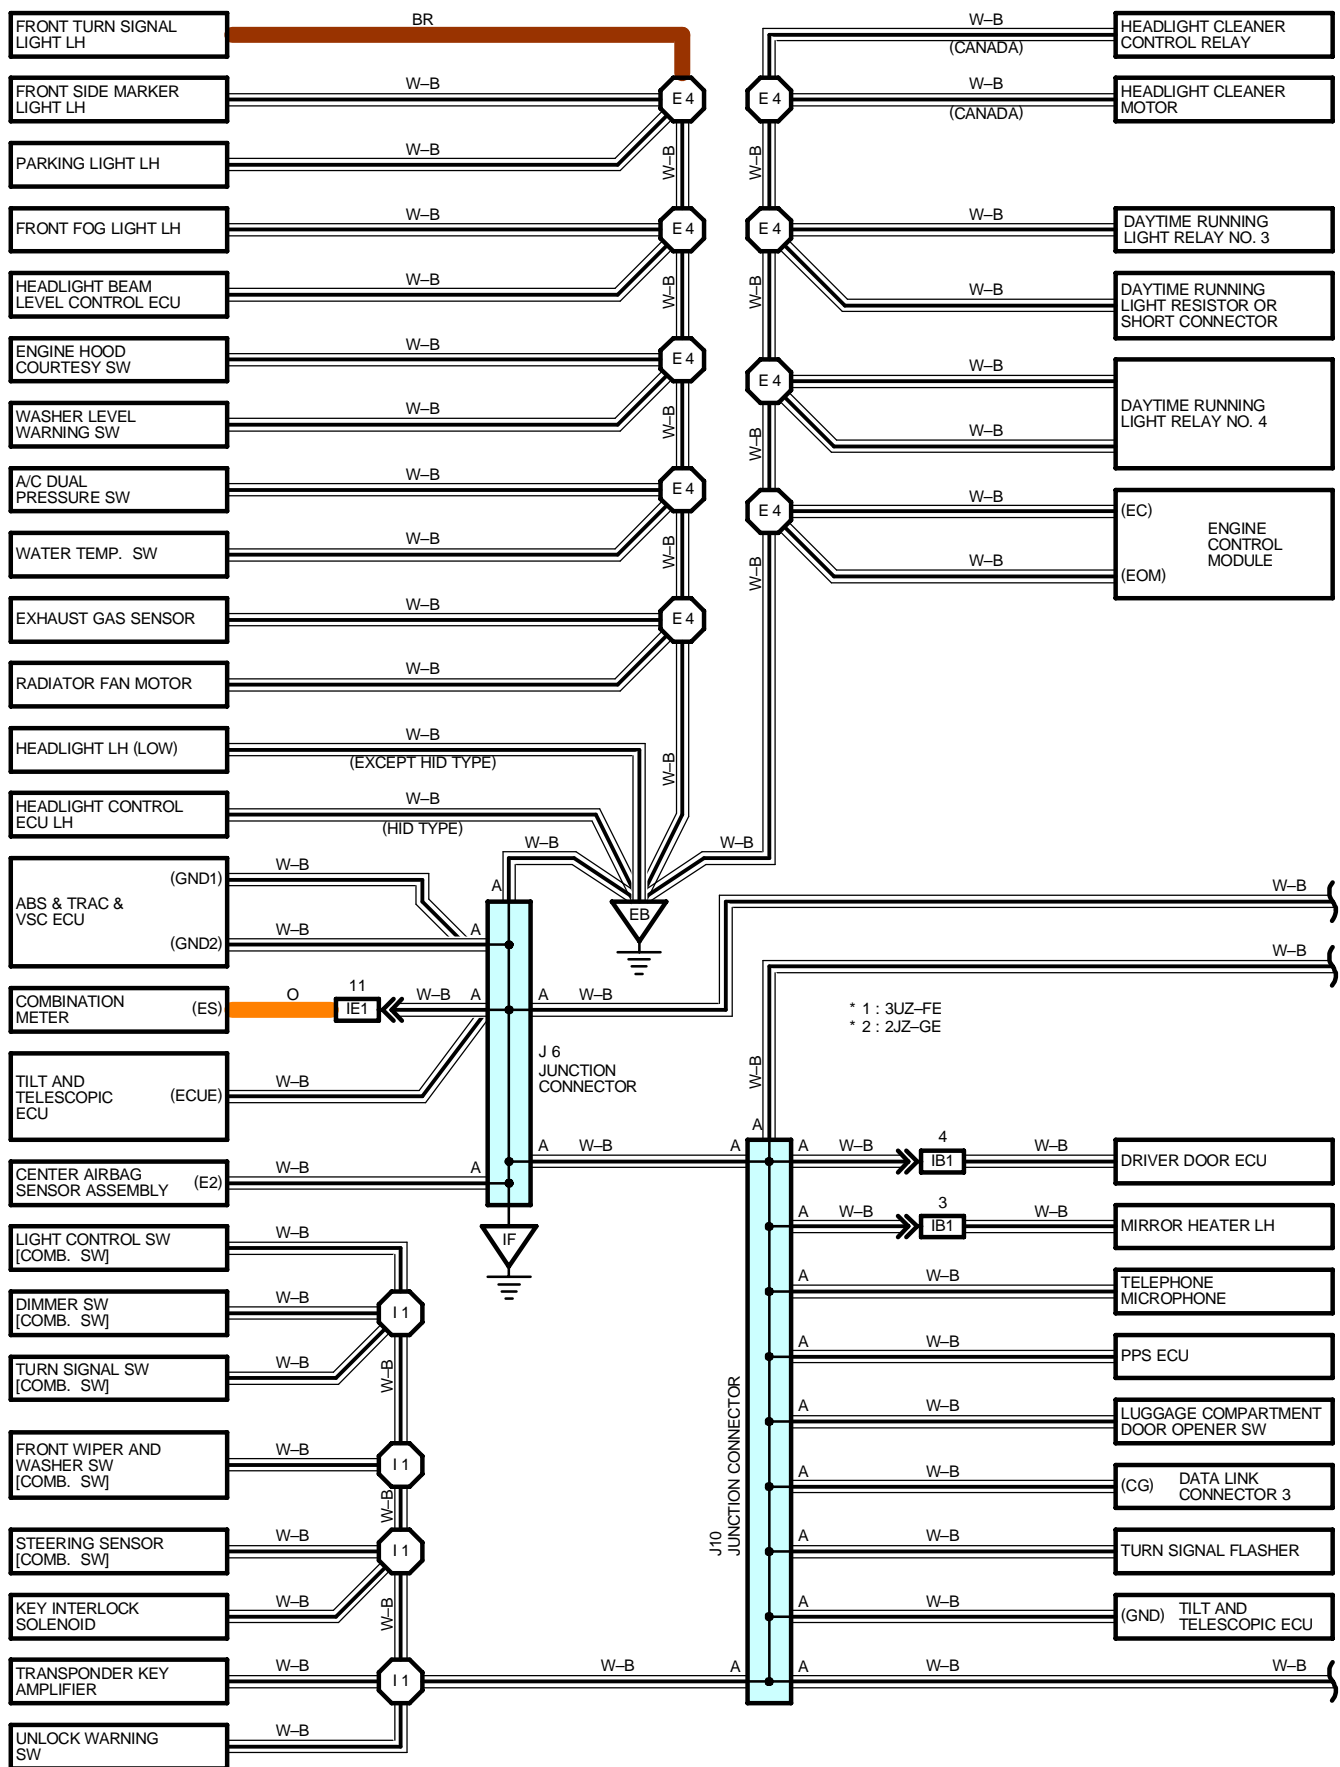 FRONT TURN SIGNAL
LIGHT LH
BR
FRONT SIDE MARKER
LIGHT LH
W–B
E 4
PARKING LIGHT LH
W–B
W–B
FRONT FOG LIGHT LH
W–B
E 4
HEADLIGHT BEAM
LEVEL CONTROL ECU
W–B
W–B
ENGINE HOOD
COURTESY SW
W–B
E 4
WASHER LEVEL
WARNING SW
W–B
W–B
A/C DUAL
PRESSURE SW
W–B
E 4
WATER TEMP. SW
W–B
W–B
EXHAUST GAS SENSOR
W–B
E 4
RADIATOR FAN MOTOR
W–B
HEADLIGHT LH (LOW)
W–B
(EXCEPT HID TYPE)
W–B
HEADLIGHT CONTROL
ECU LH
W–B
(HID TYPE)
W–B
(CANADA)
HEADLIGHT CLEANER
CONTROL RELAY
E 4
W–B
(CANADA)
HEADLIGHT CLEANER
MOTOR
W–B
E 4
W–B
DAYTIME RUNNING
LIGHT RELAY NO. 3
W–B
W–B
DAYTIME RUNNING
LIGHT RESISTOR OR
SHORT CONNECTOR
E 4
W–B
W–B
DAYTIME RUNNING
LIGHT RELAY NO. 4
W–B
E 4
W–B
(EC)
W–B
(EOM)
ENGINE
CONTROL
MODULE
W–B
W–B
W–B
A
EB
ABS & TRAC &
VSC ECU
(GND1)
W–B
(GND2)
W–B
A
W–B
W–B
COMBINATION
METER
(ES)
O
11
IE1
W–B
A
A
W–B
* 1 : 3UZ–FE
* 2 : 2JZ–GE
TILT AND
TELESCOPIC
ECU
(ECUE)
W–B
J 6
JUNCTION
CONNECTOR
W–B
A
CENTER AIRBAG
SENSOR ASSEMBLY
(E2)
W–B
A
A
W–B
A
A
W–B
4
IB1
W–B
DRIVER DOOR ECU
IF
A
W–B
3
IB1
W–B
MIRROR HEATER LH
LIGHT CONTROL SW
[COMB. SW]
W–B
DIMMER SW
[COMB. SW]
W–B
I 1
TURN SIGNAL SW
[COMB. SW]
W–B
W–B
FRONT WIPER AND
WASHER SW
[COMB. SW]
W–B
I 1
W–B
STEERING SENSOR
[COMB. SW]
W–B
I 1
KEY INTERLOCK
SOLENOID
W–B
W–B
TRANSPONDER KEY
AMPLIFIER
W–B
I 1
W–B
A
UNLOCK WARNING
SW
W–B
J10
JUNCTION CONNECTOR
A
W–B
TELEPHONE
MICROPHONE
A
W–B
PPS ECU
A
W–B
LUGGAGE COMPARTMENT
DOOR OPENER SW
A
W–B
(CG)
DATA LINK
CONNECTOR 3
A
W–B
TURN SIGNAL FLASHER
A
W–B
(GND)
TILT AND
TELESCOPIC ECU
A
W–B
W–B